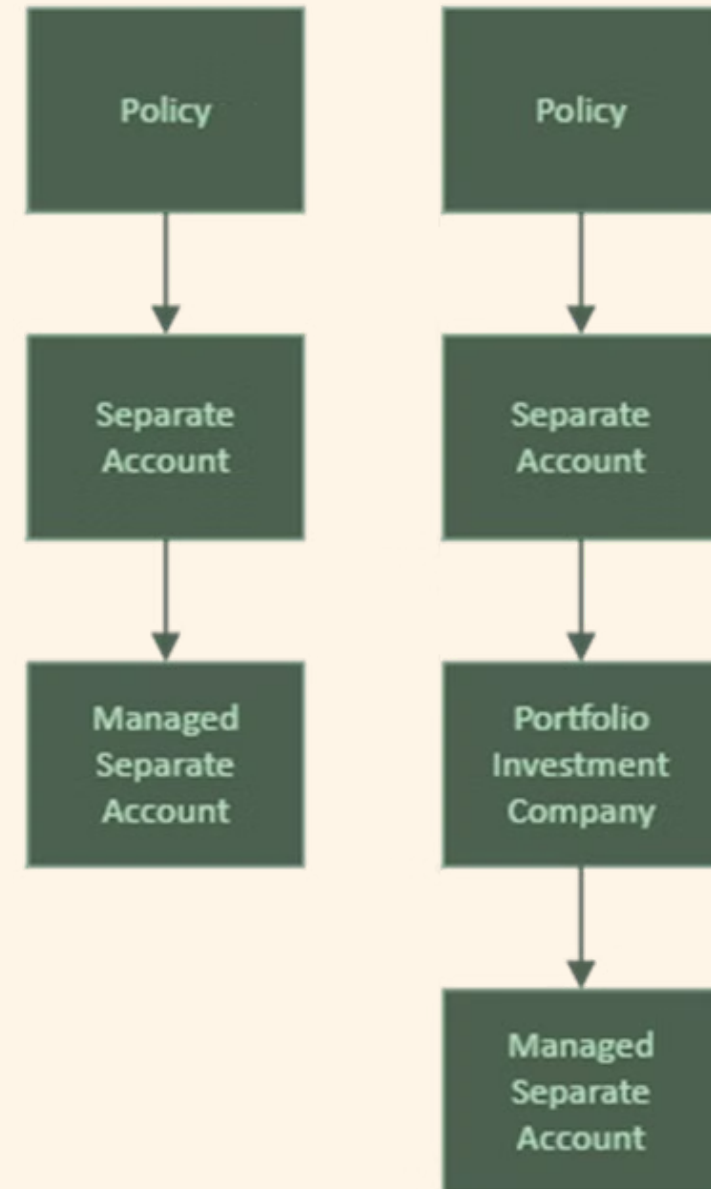 Policy
Separate
Account
Managed
Separate
Account
Policy
Separate
Account
Portfolio
Investment
Company
Managed
Separate
Account